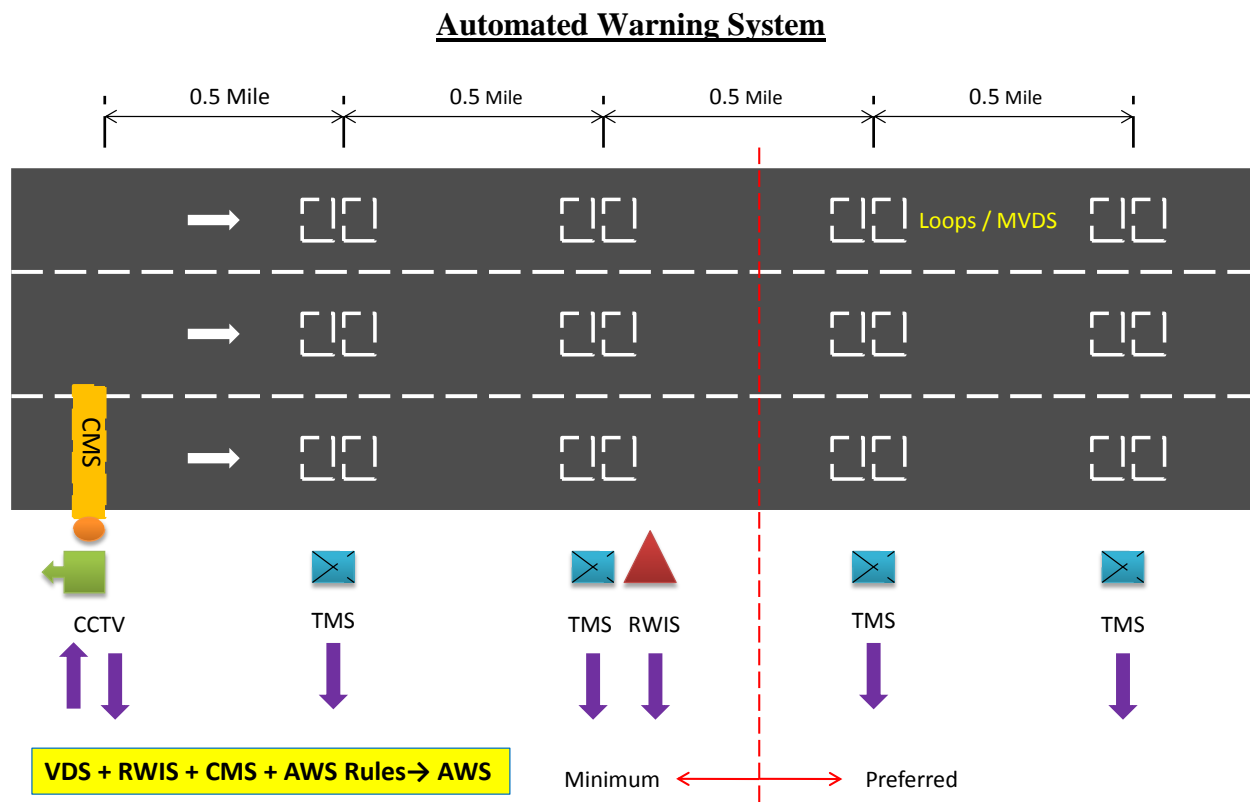 Automated Warning System
0.5 Mile
0.5 Mile
0.5 Mile
0.5 Mile
Loops / MVDS
CMS
CCTV
TMS
TMS
RWIS
TMS
TMS
VDS + RWIS + CMS + AWS Rules→ AWS
Minimum
Preferred